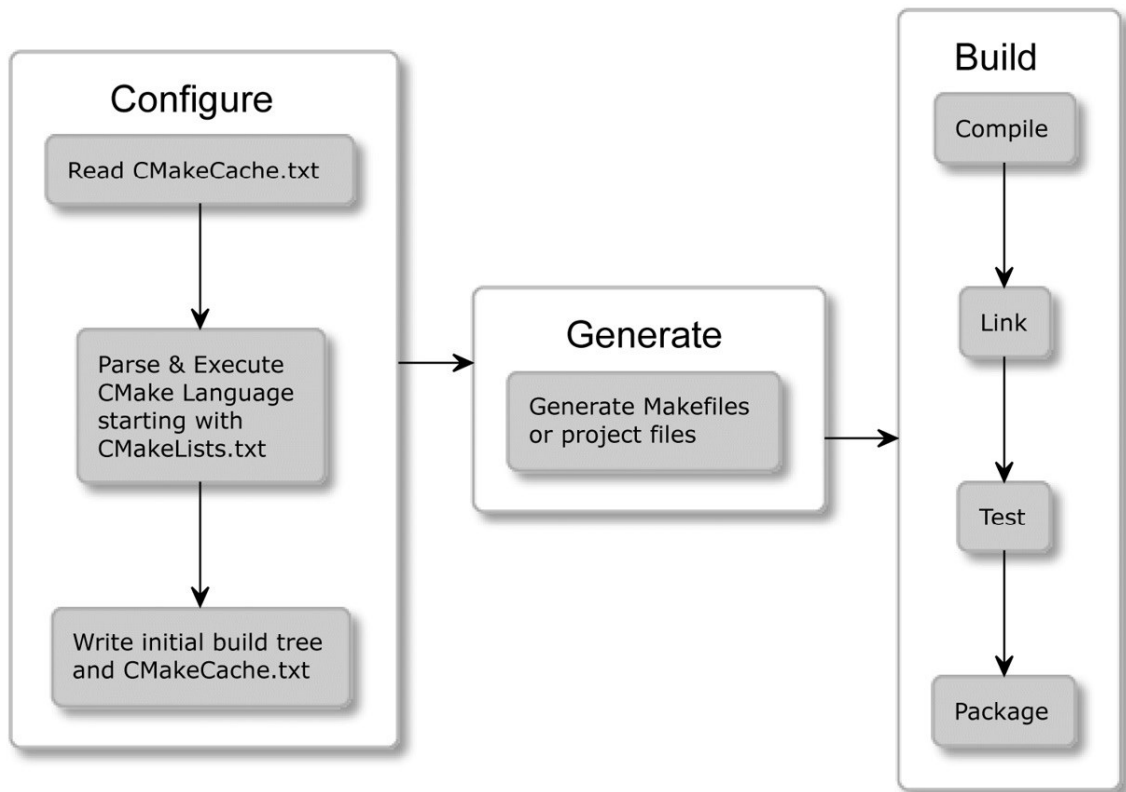 Configure
Read CMakeCache.txt
Parse & Execute
CMake Language
starting with
CMakeLists.txt
Write initial build tree
and CMakeCache.txt
Generate
Generate Makefiles
or project files
Build
Compile
Link
Test
Package